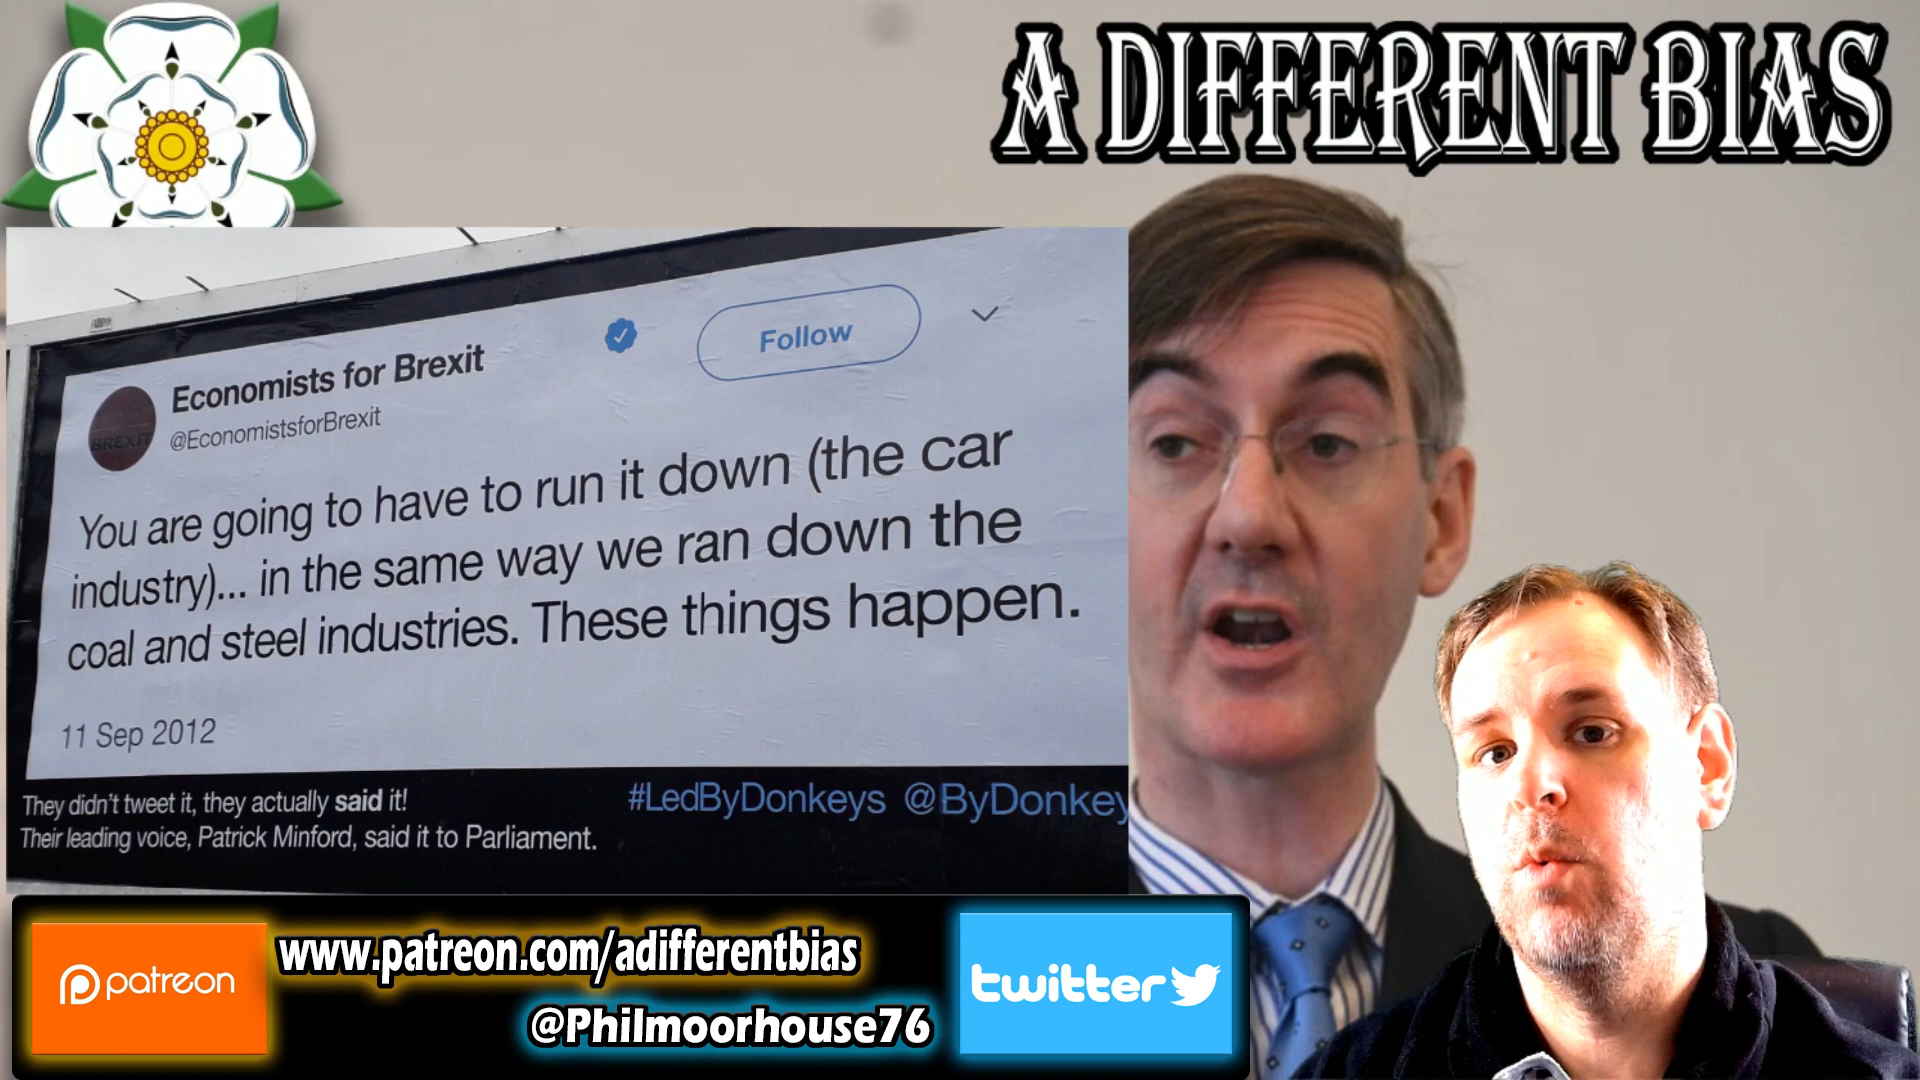 A DIFFERENT BIAS
Economists for Brexit
@EconomistsforBrexit
Follow
BREXIT
You are going to have to run it down (the car
industry)... in the same way we ran down the
coal and steel industries. These things happen.
11 Sep 2012
They didn't tweet it, they actually said it!
Their leading voice, Patrick Minford, said it to Parliament.
#LedByDonkeys @ByDonkey
patreon
www.patreon.com/adifferentbias
@Philmoorhouse76
twitter